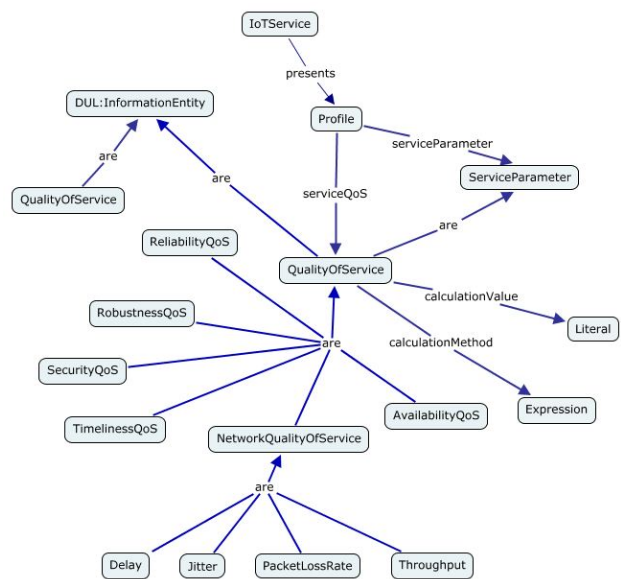 IoTService
presents
DUL:InformationEntity
Profile
serviceParameter
are
ServiceParameter
are
QualityOfService
serviceQoS
are
ReliabilityQoS
QualityOfService
calculationValue
RobustnessQoS
Literal
are
calculationMethod
SecurityQoS
Expression
AvailabilityQoS
TimelinessQoS
NetworkQualityOfService
are
Delay
Jitter
PacketLossRate
Throughput